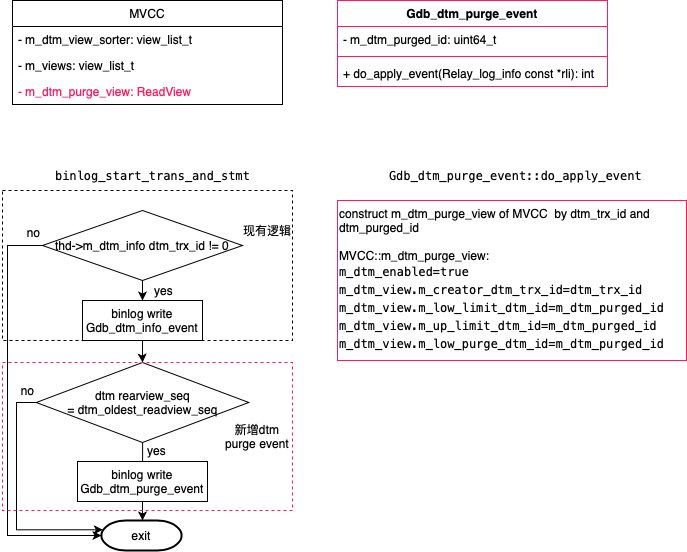 MVCC
- m_dtm_view_sorter: view_list_t
- m_views: view_list_t
- m_dtm_purge_view: ReadView
Gdb_dtm_purge_event
- m_dtm_purged_id: uint64_t
+ do_apply_event(Relay_log_info const *rli): int
binlog_start_trans_and_stmt
现有逻辑
no
thd->m_dtm_info dtm_trx_id != 0
yes
binlog write
Gdb_dtm_info_event
no
dtm rearview_seq
= dtm_oldest_readview_seq
新增dtm
purge event
yes
binlog write
Gdb_dtm_purge_event
exit
Gdb_dtm_purge_event::do_apply_event
construct m_dtm_purge_view of MVCC by dtm_trx_id and
dtm_purged_id
MVCC::m_dtm_purge_view:
m_dtm_enabled=true
m_dtm_view.m_creator_dtm_trx_id=dtm_trx_id
m_dtm_view.m_low_limit_dtm_id=m_dtm_purged_id
m_dtm_view.m_up_limit_dtm_id=m_dtm_purged_id
m_dtm_view.m_low_purge_dtm_id=m_dtm_purged_id